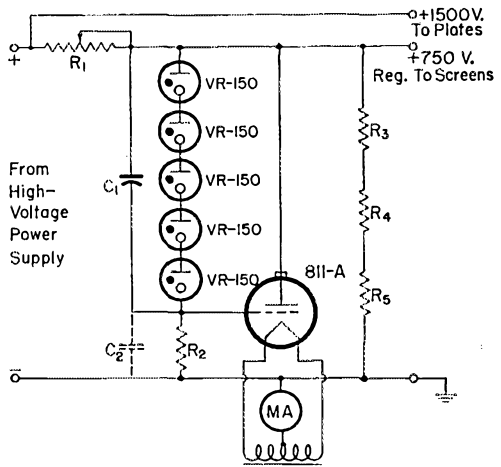 +1500V.
To Plates
+
R1
+750 V.
Reg. To Screens
VR-150
VR-150
VR-150
VR-150
VR-150
R3
R4
R5
From
High-
Voltage
Power
Supply
C1
811-A
C2
R2
-
MA